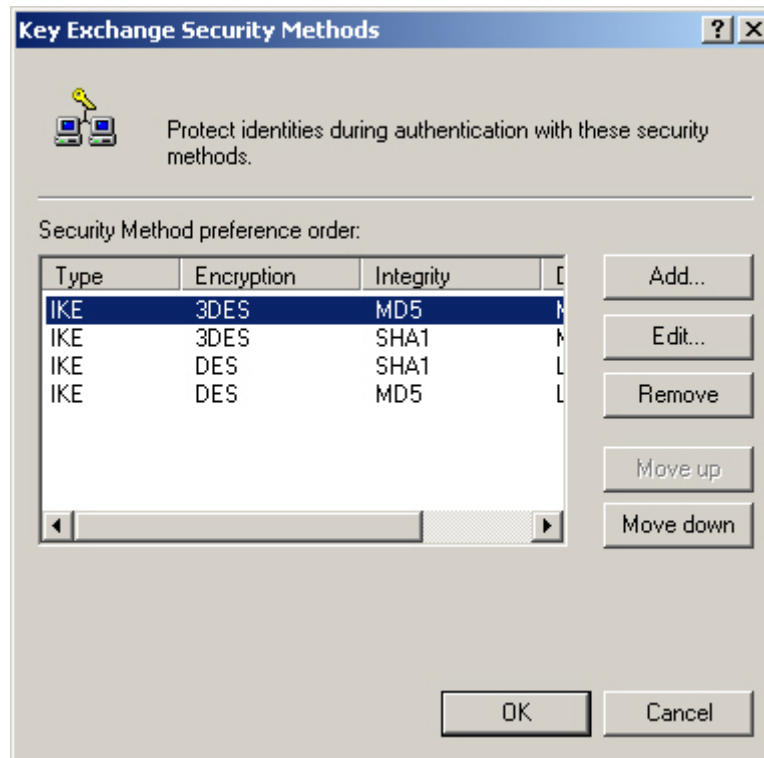 Key Exchange Security Methods
Protect identities during authentication with these security
methods.
Security Method preference order:
Type Encryption Integrity
IKE 3DES MD5
IKE 3DES SHA1
IKE DES SHA1
IKE DES MD5
Add...
Edit...
Remove
Move up
Move down
OK Cancel